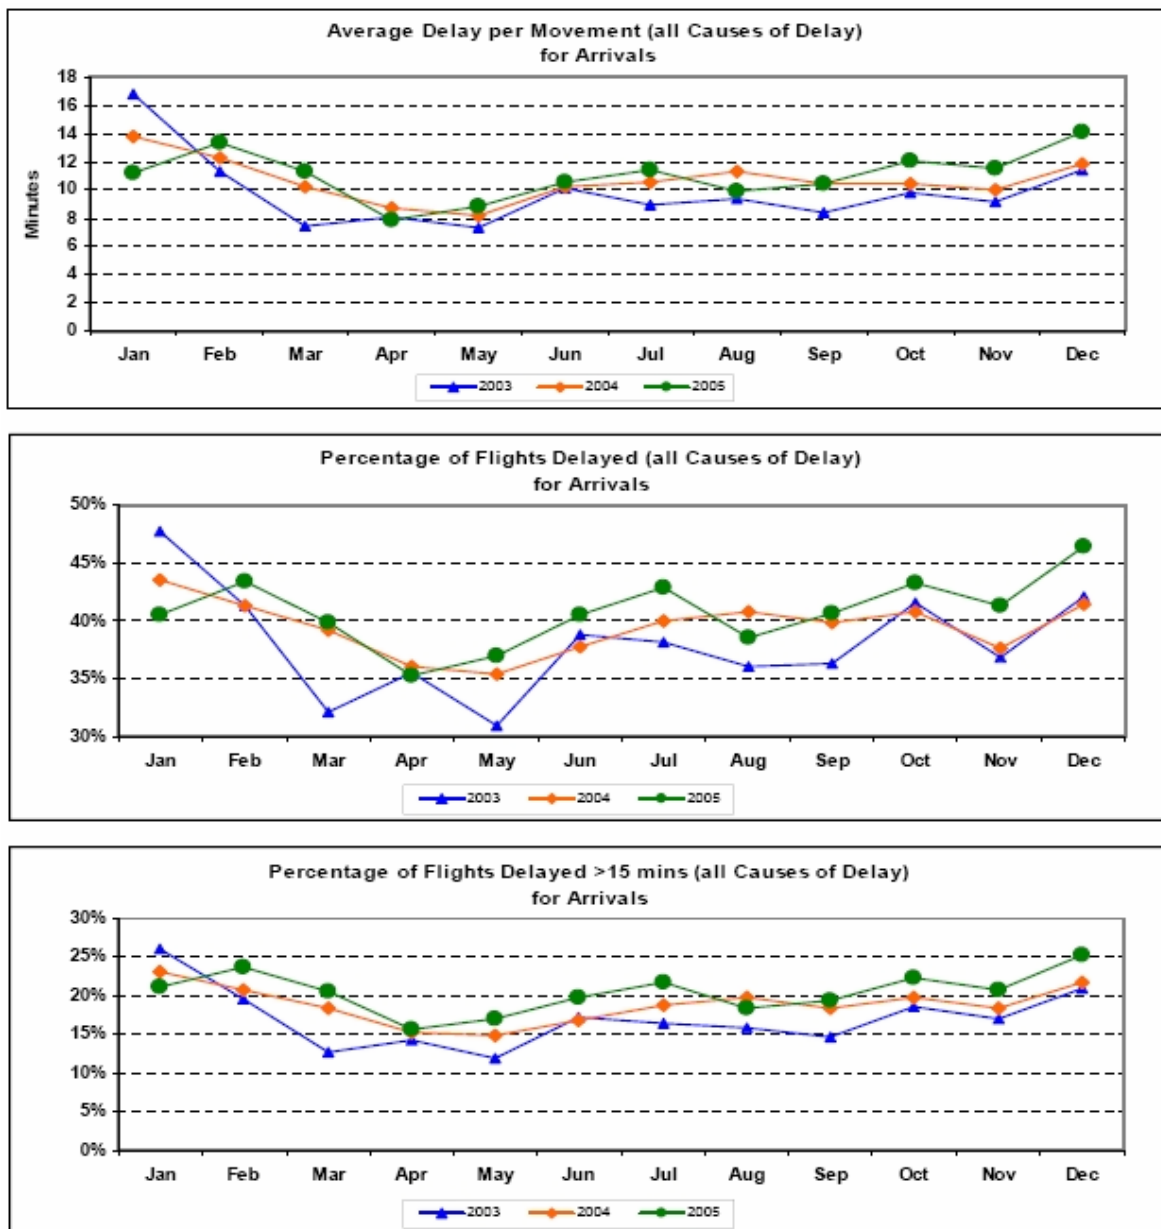 Average Delay per Movement (all Causes of Delay)
for Arrivals
Minutes
18
16
14
12
10
8
6
4
2
0
Jan Feb Mar Apr May Jun Jul Aug Sep Oct Nov Dec
2003 2004 2005
Percentage of Flights Delayed (all Causes of Delay)
for Arrivals
50%
45%
40%
35%
30%
Jan Feb Mar Apr May Jun Jul Aug Sep Oct Nov Dec
2003 2004 2005
Percentage of Flights Delayed >15 mins (all Causes of Delay)
for Arrivals
30%
25%
20%
15%
10%
5%
0%
Jan Feb Mar Apr May Jun Jul Aug Sep Oct Nov Dec
2003 2004 2005